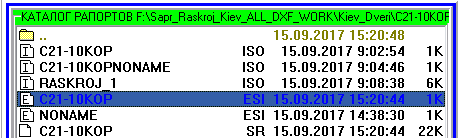 КАТАЛОГ РАПОРТОВ F:\Sapr_Raskroj_Kiev_ALL_DXF_WORK\Kiev_Dveri\C21-10KOP
.. 15.09.2017 15:20:48
C21-10KOP ISO 15.09.2017 9:02:54 1K
C21-10KOPNONAME ISO 15.09.2017 9:04:46 1K
RASKROJ_1 ISO 15.09.2017 9:08:38 6K
C21-10KOP ESI 15.09.2017 15:20:44 1K
NONAME ESI 15.09.2017 14:38:30 1K
C21-10KOP SR 15.09.2017 15:20:44 22K